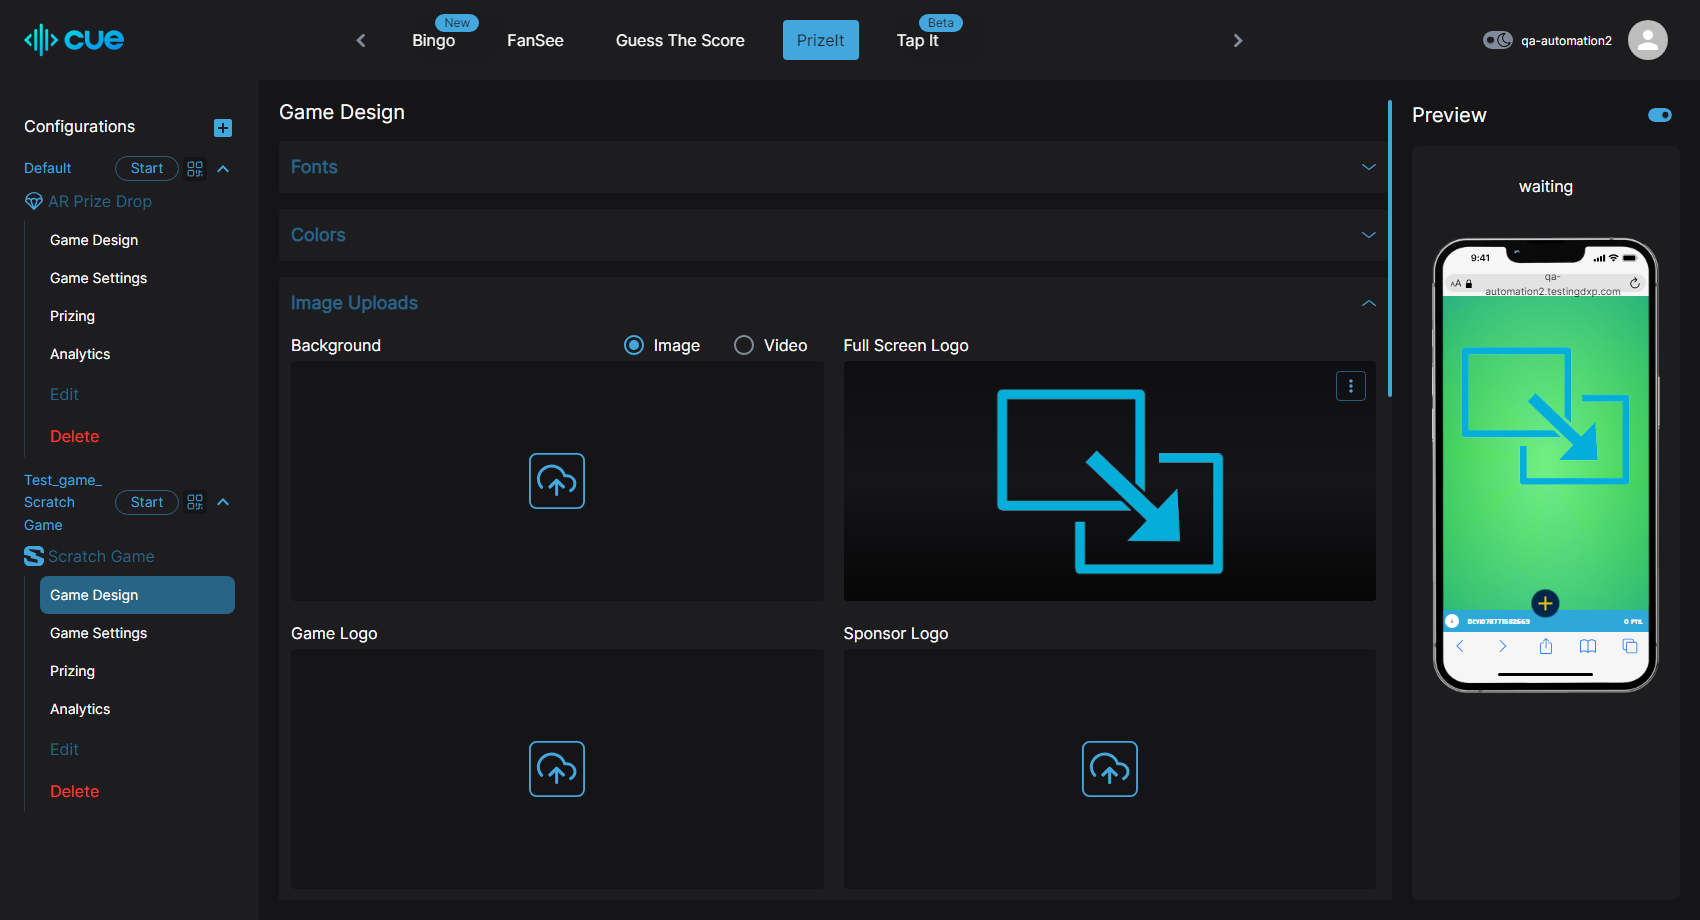 cue
New
Bingo
FanSee
Guess The Score
PrizeIt
Beta
Tap It
qa-automation2
Configurations
Default
Start
AR Prize Drop
Game Design
Game Settings
Prizing
Analytics
Edit
Delete
Test_game_
Scratch
Game
Start
Scratch Game
Game Design
Game Settings
Prizing
Analytics
Edit
Delete
Game Design
Fonts
Colors
Image Uploads
Background
Image
Video
Full Screen Logo
Game Logo
Sponsor Logo
Preview
waiting
9:41
AA
qa-
automation2.testingdxp.com
0 PTS.